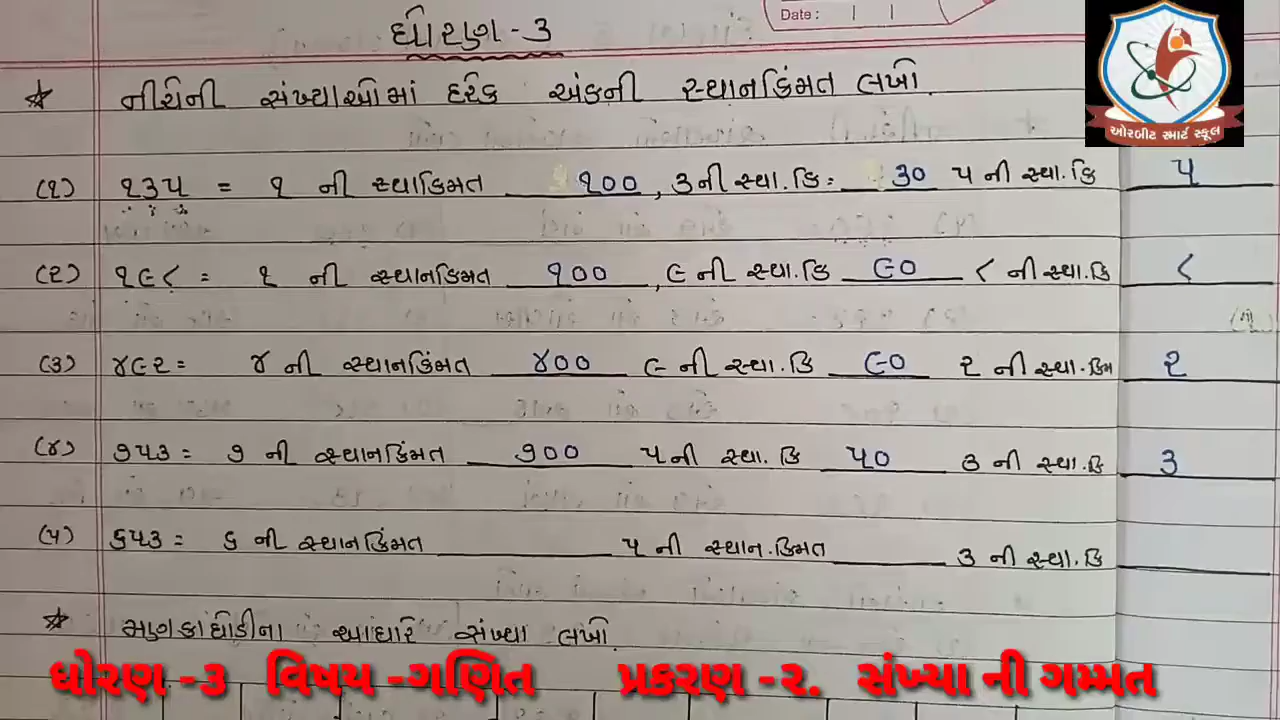 Date :
ધોરણ - ૩
ઓરબીટ સ્માર્ટ સ્કૂલ
☆ નીચેની સંખ્યાઓમાં દરેક અંકની સ્થાનકિંમત લખો.
(૧) ૧૩૫ = ૧ ની સ્થાકિંમત ૧૦૦, ૩ની સ્થા.કિં. ૩૦ ૫ ની સ્થા.કિ ૫
(૨) ૧૯૮ = ૧ ની સ્થાનકિંમત ૧૦૦, ૯ ની સ્થા.કિ ૯૦ ૮ ની સ્થા.કિ ૮
(૩) ૪૯૨ = ૪ ની સ્થાનકિંમત ૪૦૦ ૯ ની સ્થા.કિ ૯૦ ૨ ની સ્થા.કિંમ ૨
(૪) ૭૫૩ = ૭ ની સ્થાનકિંમત ૭૦૦ ૫ની સ્થા.કિ ૫૦ ૩ ની સ્થા.કિ ૩
(૫) ૬૫૩ = ૬ ની સ્થાનકિંમત ૫ ની સ્થાન.કિંમત ૩ ની સ્થા.કિ
☆ મણકાઘોડીના આધારે સંખ્યા લખો.
ધોરણ -૩ વિષય -ગણિત પ્રકરણ -૨. સંખ્યા ની ગમ્મત